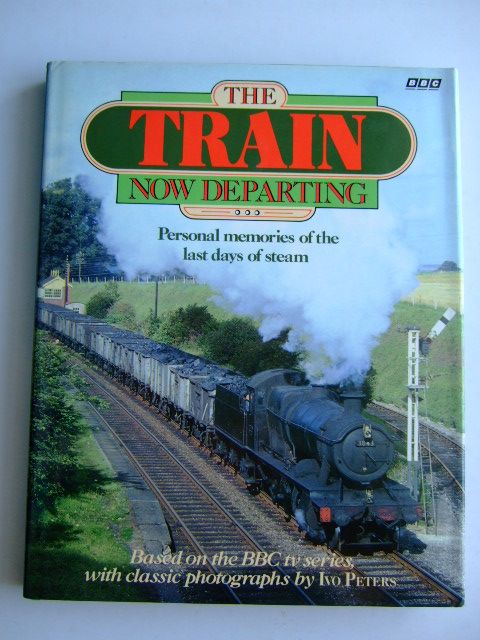 BBC
THE
TRAIN
NOW DEPARTING
Personal memories of the
last days of steam
Based on the BBC tv series,
with classic photographs by IVO PETERS